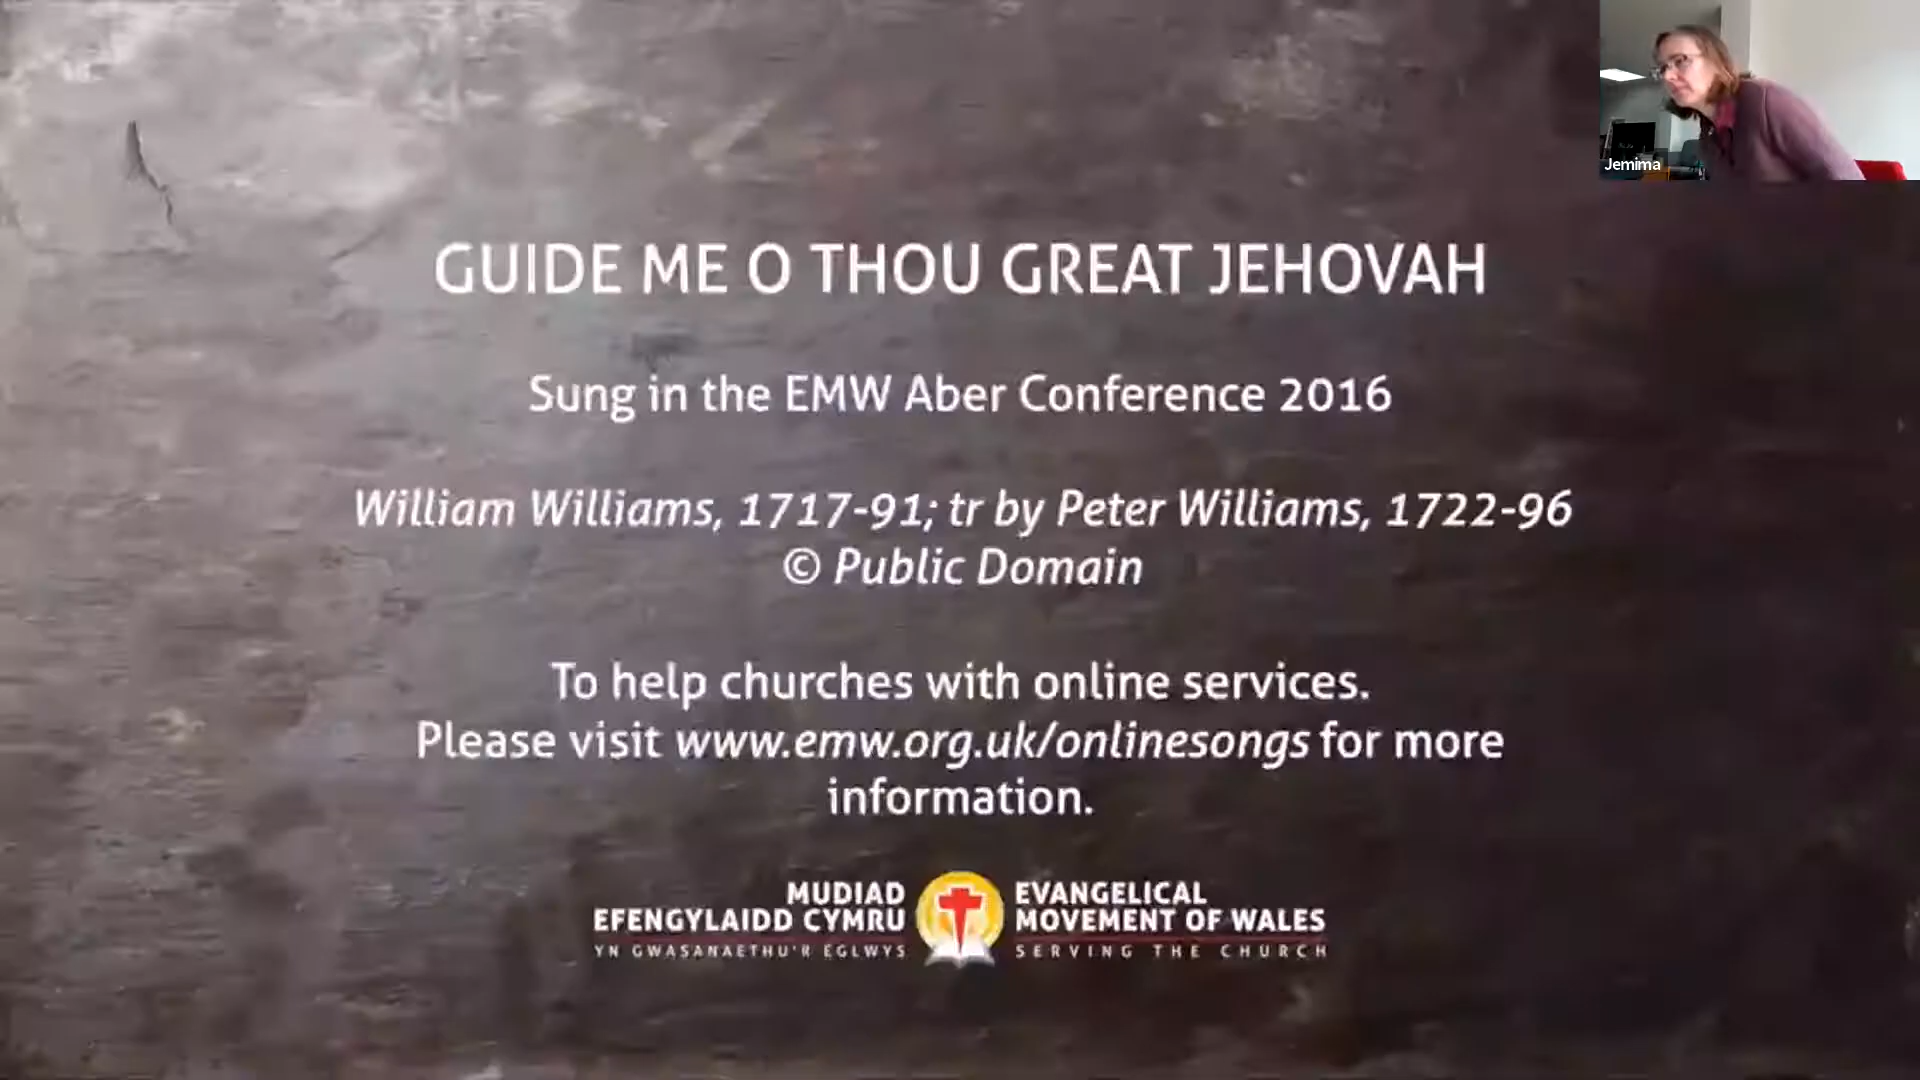 Jemima
GUIDE ME O THOU GREAT JEHOVAH
Sung in the EMW Aber Conference 2016
William Williams, 1717-91; tr by Peter Williams, 1722-96
© Public Domain
To help churches with online services.
Please visit www.emw.org.uk/onlinesongs for more
information.
MUDIAD
EFENGYLAIDD CYMRU
YN GWASANAETHU'R EGLWYS
EVANGELICAL
MOVEMENT OF WALES
SERVING THE CHURCH